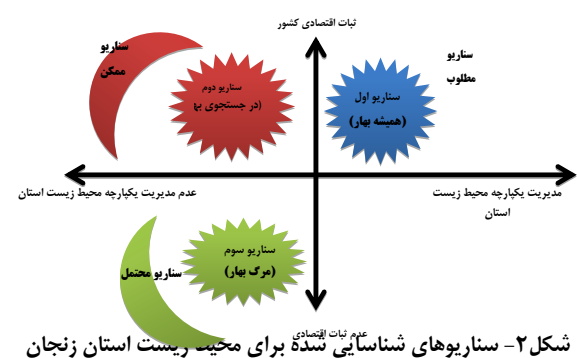 ثبات اقتصادی کشور
سناریو
مطلوب
سناریو اول
(همیشه بهار)
سناریو دوم
(در جستجوی
سناریو
ممکن
مدیریت یکپارچه محیط زیست
استان
عدم مدیریت یکپارچه محیط زیست استان
سناریو سوم
(مرگ بهار)
سناریو محتمل
عدم ثبات اقتصادی
شکل۲- سناریوهای شناسایی شده برای محیط زیست استان زنجان